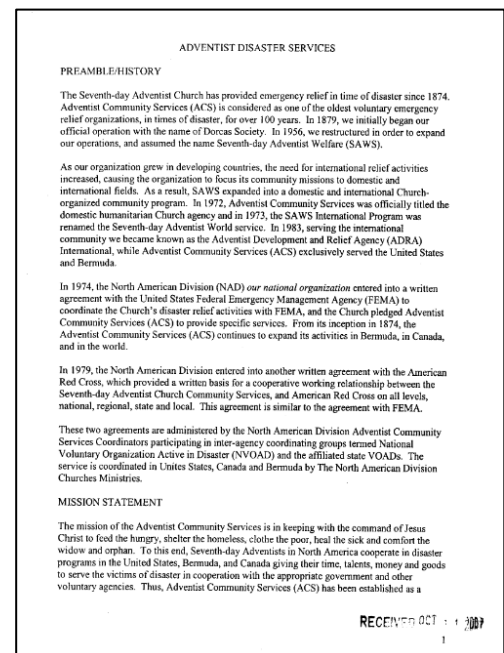 ADVENTIST DISASTER SERVICES
PREAMBLE/HISTORY
The Seventh-day Adventist Church has provided emergency relief in time of disaster since 1874.
Adventist Community Services (ACS) is considered as one of the oldest voluntary emergency
relief organizations, in times of disaster, for over 100 years. In 1879, we initially began our
official operation with the name of Dorcas Society. In 1956, we restructured in order to expand
our operations, and assumed the name Seventh-day Adventist Welfare (SAWS).
As our organization grew in developing countries, the need for international relief activities
increased, causing the organization to focus its community missions to domestic and
international fields. As a result, SAWS expanded into a domestic and international Church-
organized community program. In 1972, Adventist Community Services was officially titled the
domestic humanitarian Church agency and in 1973, the SAWS International Program was
renamed the Seventh-day Adventist World service. In 1983, serving the international
community we became known as the Adventist Development and Relief Agency (ADRA)
International, while Adventist Community Services (ACS) exclusively served the United States
and Bermuda.
In 1974, the North American Division (NAD) our national organization entered into a written
agreement with the United States Federal Emergency Management Agency (FEMA) to
coordinate the Church's disaster relief activities with FEMA, and the Church pledged Adventist
Community Services (ACS) to provide specific services. From its inception in 1874, the
Adventist Community Services (ACS) continues to expand its activities in Bermuda, in Canada,
and in the world.
In 1979, the North American Division entered into another written agreement with the American
Red Cross, which provided a written basis for a cooperative working relationship between the
Seventh-day Adventist Church Services, and American Red Cross on all levels,
national, regional, state and local. This agreement is similar to the agreement with FEMA.
These two agreements are administered by the North American Division Adventist Community
Services Coordinators participating in inter-agency coordinating groups termed National
Voluntary Organization Active in Disaster (NVOAD) and the affiliated state VOADs. The
service is coordinated in Unites States, Canada and Bermuda by The North American Division
Churches Ministries.
MISSION STATEMENT
The mission of the Adventist Community Services is in keeping with the command of Jesus
Christ to feed the hungry, shelter the homeless, clothe the poor, heal the sick and comfort the
widow and orphan. To this end, Seventh-day Adventists in North America cooperate in disaster
programs in the United States, Bermuda, and Canada giving their time, talents, money and goods
to serve the victims of disaster in cooperation with the appropriate government and other
voluntary agencies. Thus, Adventist Community Services (ACS) has been established as a
RECEIVED OCT
1